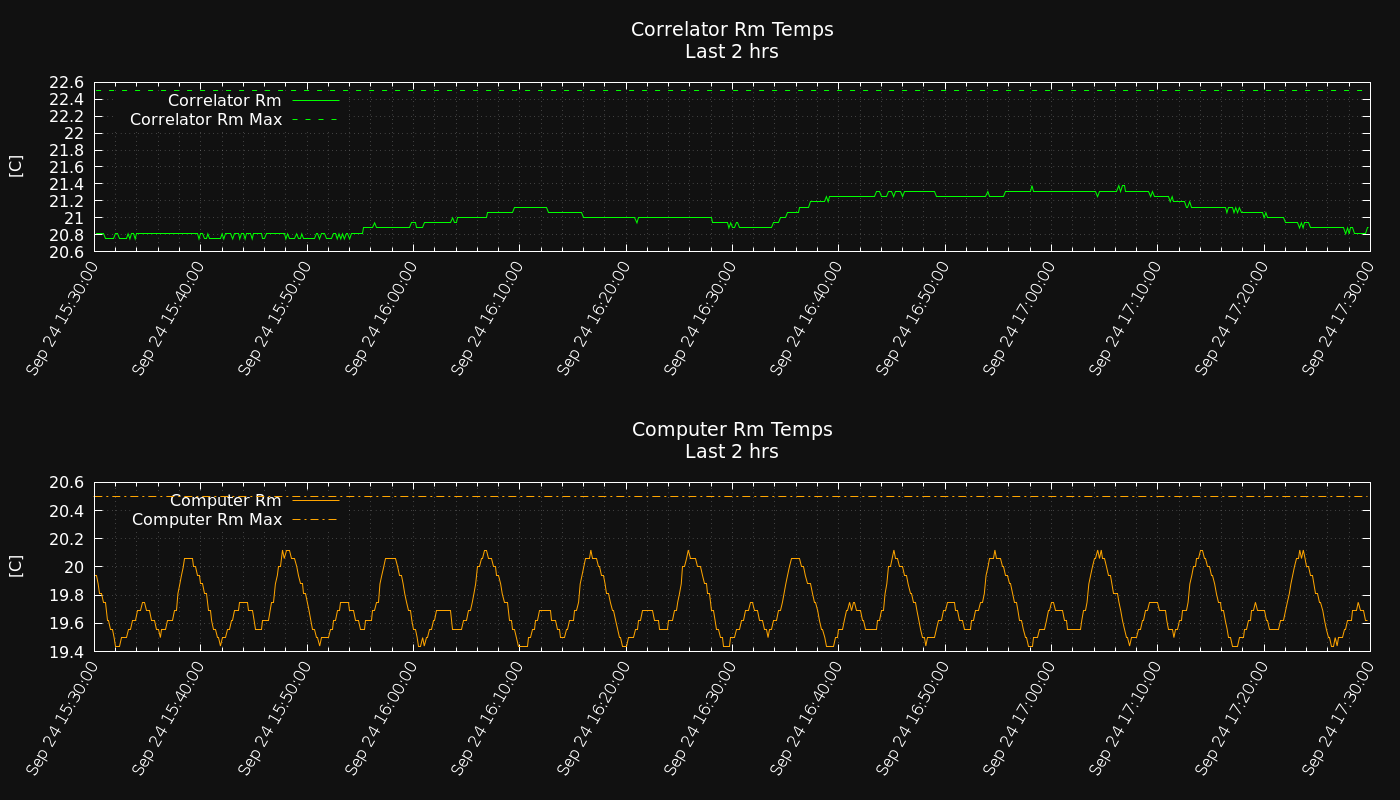 Correlator Rm Temps
Last 2 hrs
[C]
22.6
22.4
22.2
22
21.8
21.6
21.4
21.2
21
20.8
20.6
Correlator Rm
Correlator Rm Max
Sep 24 15:30:00
Sep 24 15:40:00
Sep 24 15:50:00
Sep 24 16:00:00
Sep 24 16:10:00
Sep 24 16:20:00
Sep 24 16:30:00
Sep 24 16:40:00
Sep 24 16:50:00
Sep 24 17:00:00
Sep 24 17:10:00
Sep 24 17:20:00
Sep 24 17:30:00
Computer Rm Temps
Last 2 hrs
[C]
20.6
20.4
20.2
20
19.8
19.6
19.4
Computer Rm
Computer Rm Max
Sep 24 15:30:00
Sep 24 15:40:00
Sep 24 15:50:00
Sep 24 16:00:00
Sep 24 16:10:00
Sep 24 16:20:00
Sep 24 16:30:00
Sep 24 16:40:00
Sep 24 16:50:00
Sep 24 17:00:00
Sep 24 17:10:00
Sep 24 17:20:00
Sep 24 17:30:00